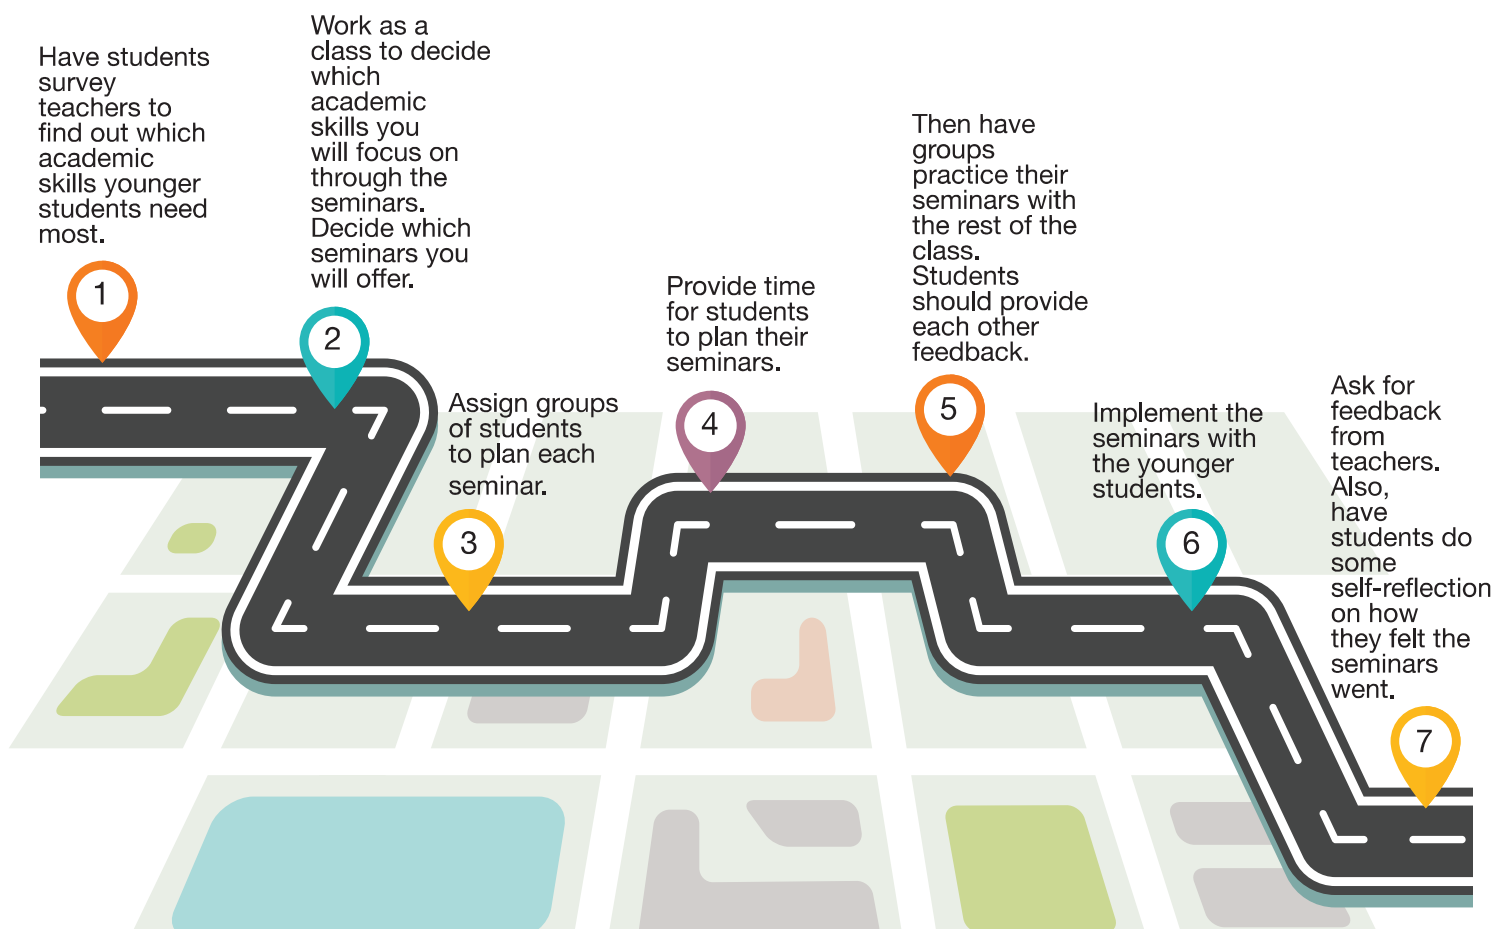 Have students
survey
teachers to
find out which
academic
skills younger
students need
most.
1
Work as a
class to decide
which
academic
skills you
will focus on
through the
seminars.
Decide which
seminars you
will offer.
2
Assign groups
of students
to plan each
seminar.
3
Provide time
for students
to plan their
seminars.
4
Then have
groups
practice their
seminars with
the rest of the
class.
Students
should provide
each other
feedback.
5
Implement the
seminars with
the younger
students.
6
Ask for
feedback
from
teachers.
Also,
have
students do
some
self-reflection
on how
they felt the
seminars
went.
7